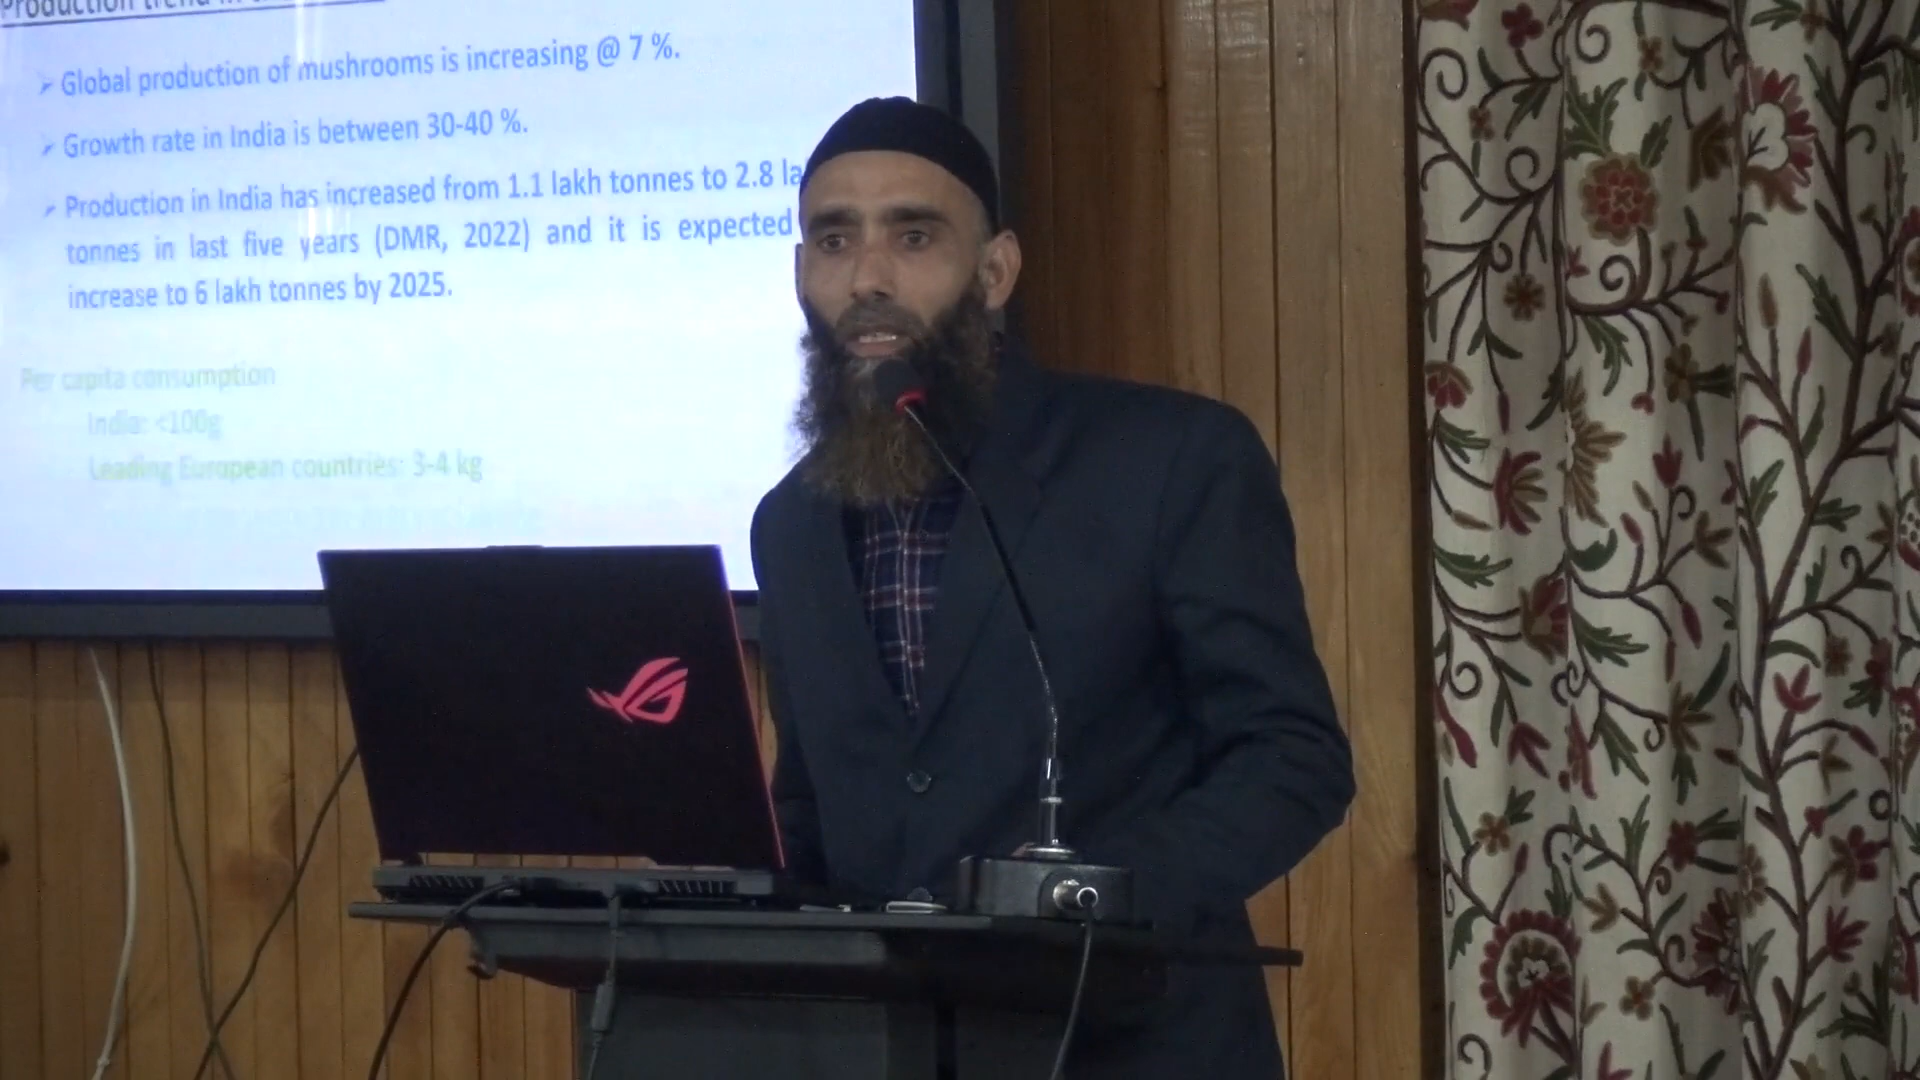 Production trend in
➢ Global production of mushrooms is increasing @ 7 %.
➢ Growth rate in India is between 30-40 %.
➢ Production in India has increased from 1.1 lakh tonnes to 2.8
tonnes in last five years (DMR, 2022) and it is expected
increase to 6 lakh tonnes by 2025.
Per capita consumption
India: <100g
Leading European countries: 3-4 kg